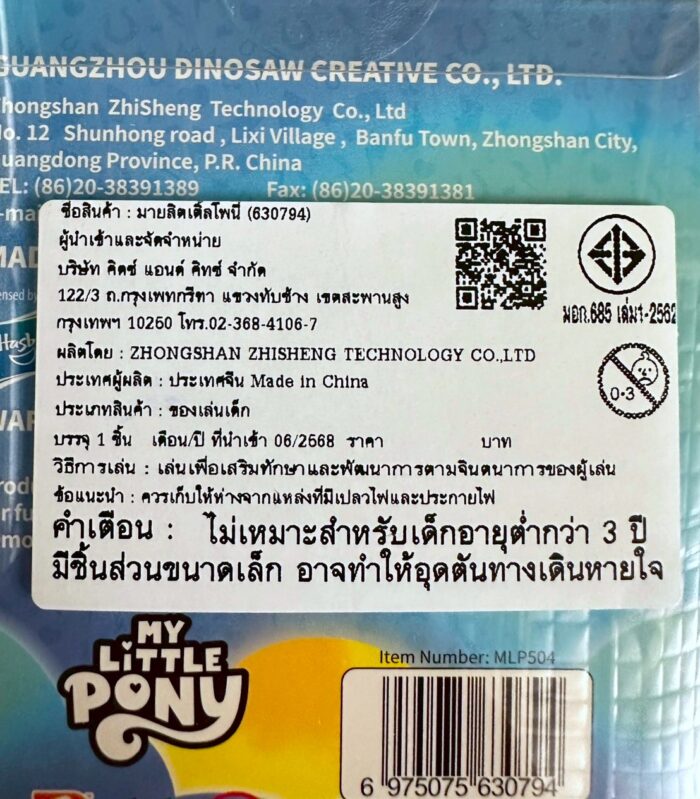 GUANGZHOU DINOSAW CREATIVE CO., LTD.
Zhongshan ZhiSheng Technology Co., Ltd
No. 12 Shunhong road , Lixi Village , Banfu Town, Zhongshan City,
Guangdong Province, P.R. China
TEL: (86)20-38391389 Fax: (86)20-38391381
ชื่อสินค้า : มายลิตเติ้ลโพนี่ (630794)
ผู้นำเข้าและจัดจำหน่าย
บริษัท คิดซ์ แอนด์ คิทซ์ จำกัด
122/3 ถ.กรุงเทพกรีฑา แขวงทับช้าง เขตสะพานสูง
กรุงเทพฯ 10250 โทร.02-368-4106-7
มอก.685 เล่ม1-2562
ผลิตโดย : ZHONGSHAN ZHISHENG TECHNOLOGY CO.,LTD
ประเทศผู้ผลิต : ประเทศจีน Made in China
0-3
ประเภทสินค้า : ของเล่นเด็ก
บรรจุ 1 ชิ้น เดือน/ปี ที่นำเข้า 06/2568 ราคา บาท
วิธีการเล่น : เล่นเพื่อเสริมทักษาและพัฒนาการตามจินตนาการของผู้เล่น
ข้อแนะนำ : ควรเก็บให้ห่างจากแหล่งที่มีเปลวไฟและประกายไฟ
คำเตือน : ไม่เหมาะสำหรับเด็กอายุต่ำกว่า 3 ปี
มีชิ้นส่วนขนาดเล็ก อาจทำให้อุดตันทางเดินหายใจ
MY
LITTLE
PONY
Item Number: MLP504
6 975075 630794